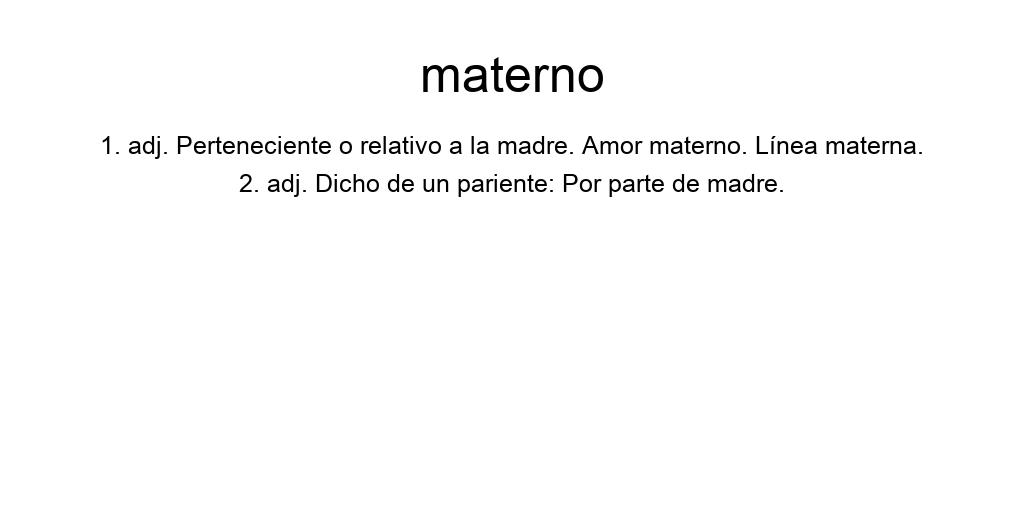 materno
1. adj. Perteneciente o relativo a la madre. Amor materno. Línea materna.
2. adj. Dicho de un pariente: Por parte de madre.